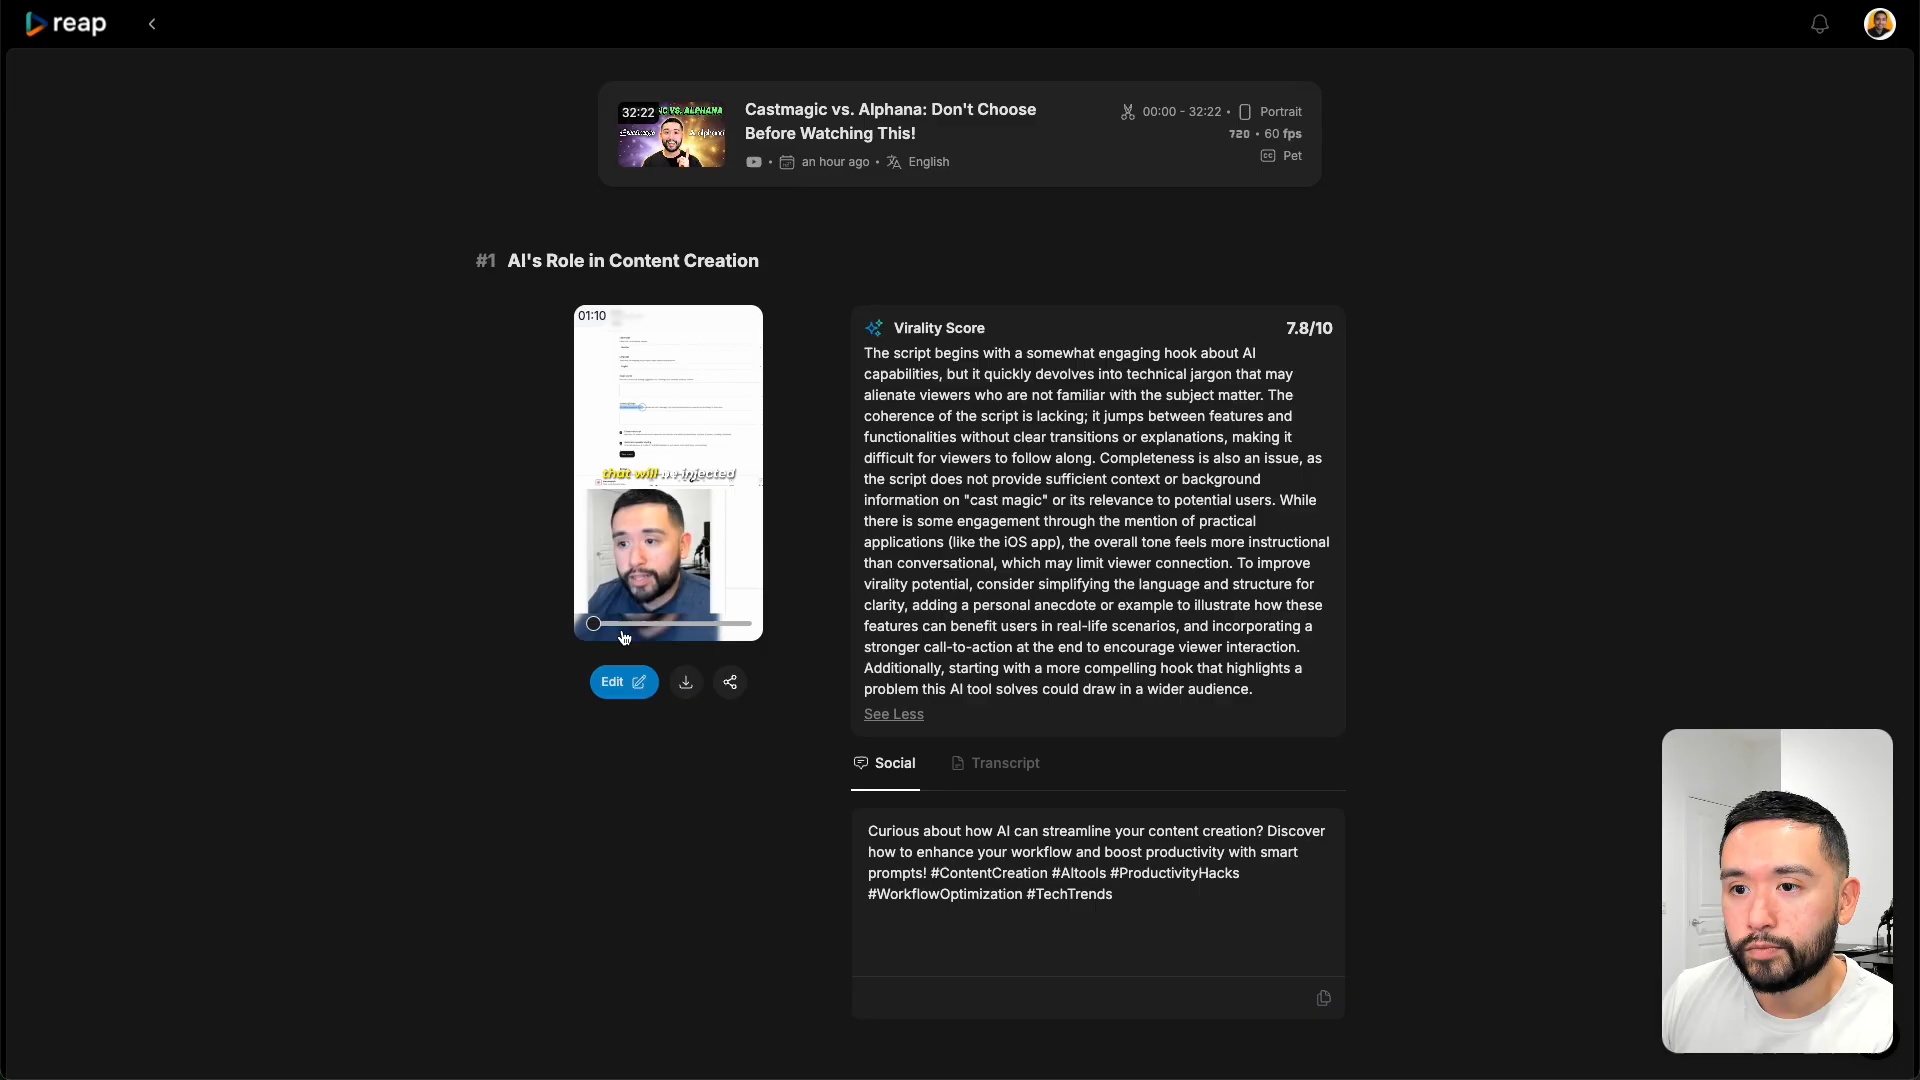 reap
32:22
IC VS. ALPHANA
Castmagic vs. Alphana: Don't Choose
Before Watching This!
an hour ago • English
00:00 - 32:22 • Portrait
720 • 60 fps
Pet
#1 AI's Role in Content Creation
01:10
that will be injected
Edit
Virality Score 7.8/10
The script begins with a somewhat engaging hook about AI
capabilities, but it quickly devolves into technical jargon that may
alienate viewers who are not familiar with the subject matter. The
coherence of the script is lacking; it jumps between features and
functionalities without clear transitions or explanations, making it
difficult for viewers to follow along. Completeness is also an issue, as
the script does not provide sufficient context or background
information on "cast magic" or its relevance to potential users. While
there is some engagement through the mention of practical
applications (like the iOS app), the overall tone feels more instructional
than conversational, which may limit viewer connection. To improve
virality potential, consider simplifying the language and structure for
clarity, adding a personal anecdote or example to illustrate how these
features can benefit users in real-life scenarios, and incorporating a
stronger call-to-action at the end to encourage viewer interaction.
Additionally, starting with a more compelling hook that highlights a
problem this AI tool solves could draw in a wider audience.
See Less
Social
Transcript
Curious about how AI can streamline your content creation? Discover
how to enhance your workflow and boost productivity with smart
prompts! #ContentCreation #AItools #ProductivityHacks
#WorkflowOptimization #TechTrends